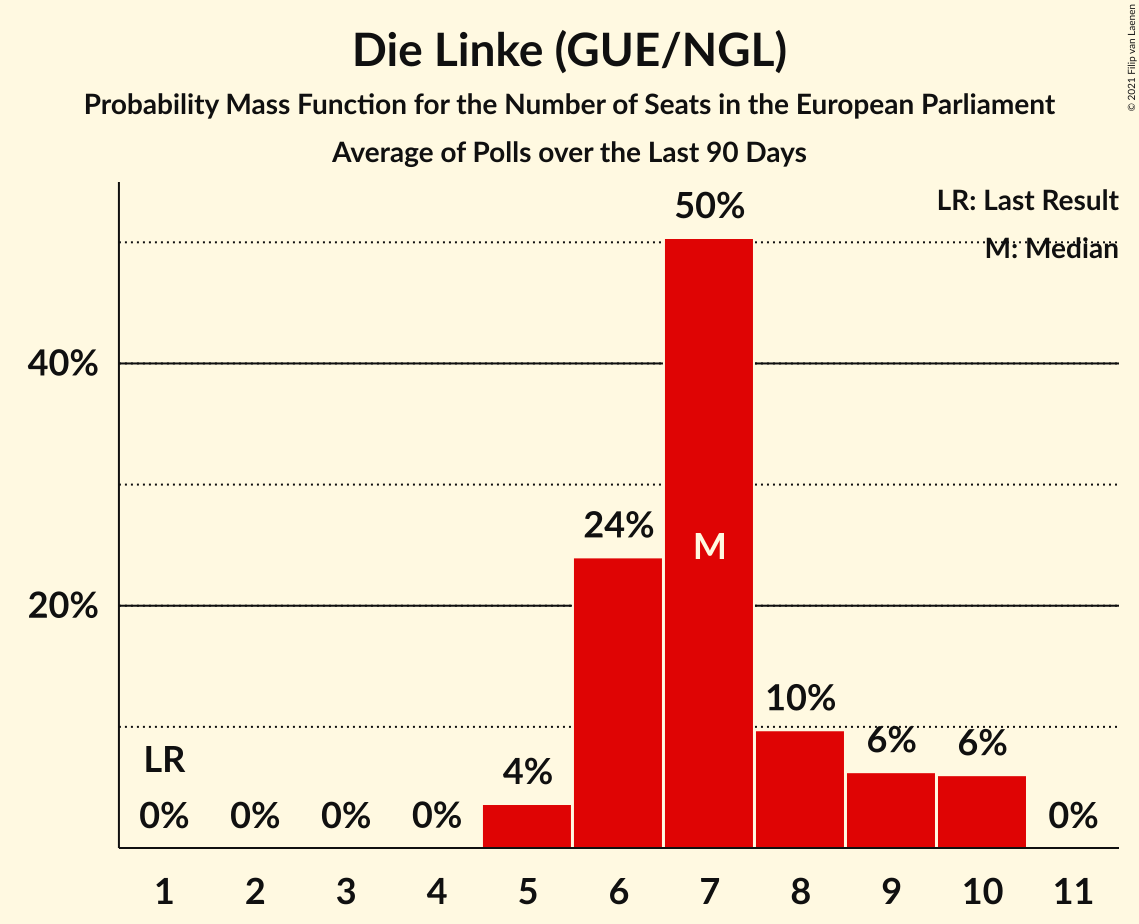 Die Linke (GUE/NGL)
Probability Mass Function for the Number of Seats in the European Parliament
Average of Polls over the Last 90 Days
© 2021 Filip van Laenen
LR: Last Result
M: Median
50%
40%
24%
M
20%
10%
LR
6%
6%
4%
0%
0%
0%
0%
0%
1 2 3 4 5 6 7 8 9 10 11